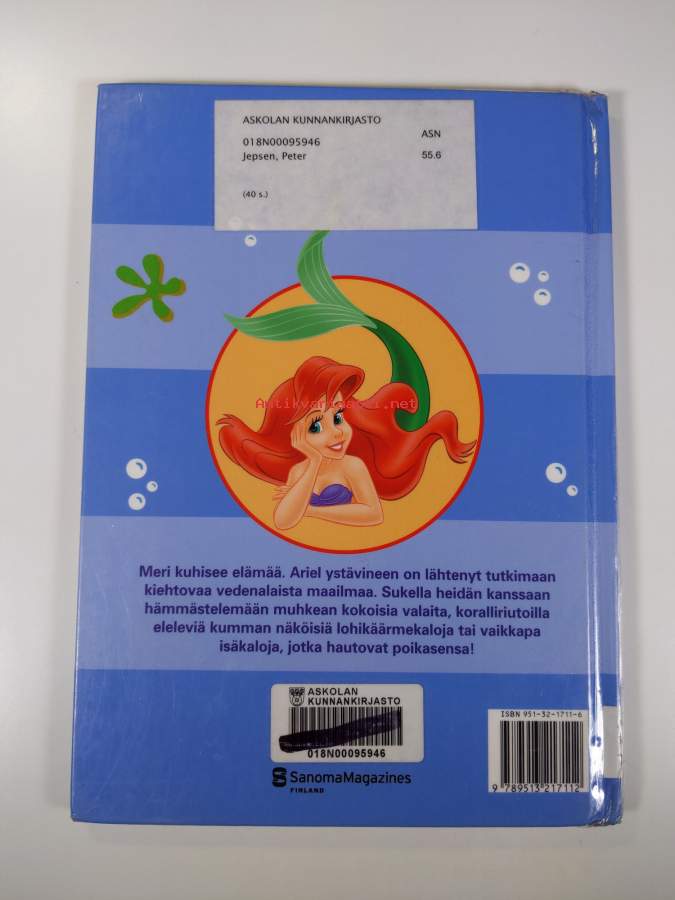 ASKOLAN KUNNANKIRJASTO
018N00095946 ASN
Jepsen, Peter 55.6
(40 s.)
Antikvariaatti.net
Meri kuhisee elämää. Ariel ystävineen on lähtenyt tutkimaan
kiehtovaa vedenalaista maailmaa. Sukella heidän kanssaan
hämmästelemään muhkean kokoisia valaita, koralliriutoilla
eleleviä kumman näköisiä lohikäärmekaloja tai vaikkapa
isäkaloja, jotka hautovat poikasensa!
ASKOLAN
KUNNANKIRJASTO
018N00095946
SanomaMagazines
FINLAND
ISBN 951-32-1711-6
9 789513 217112